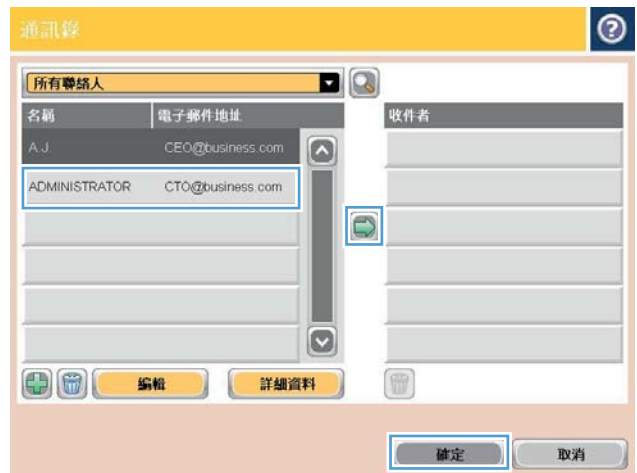 通訊錄
所有聯絡人
名稱 電子郵件地址 收件者
A.J. CEO@business.com
ADMINISTRATOR CTO@business.com
編輯 詳細資料
確定 取消